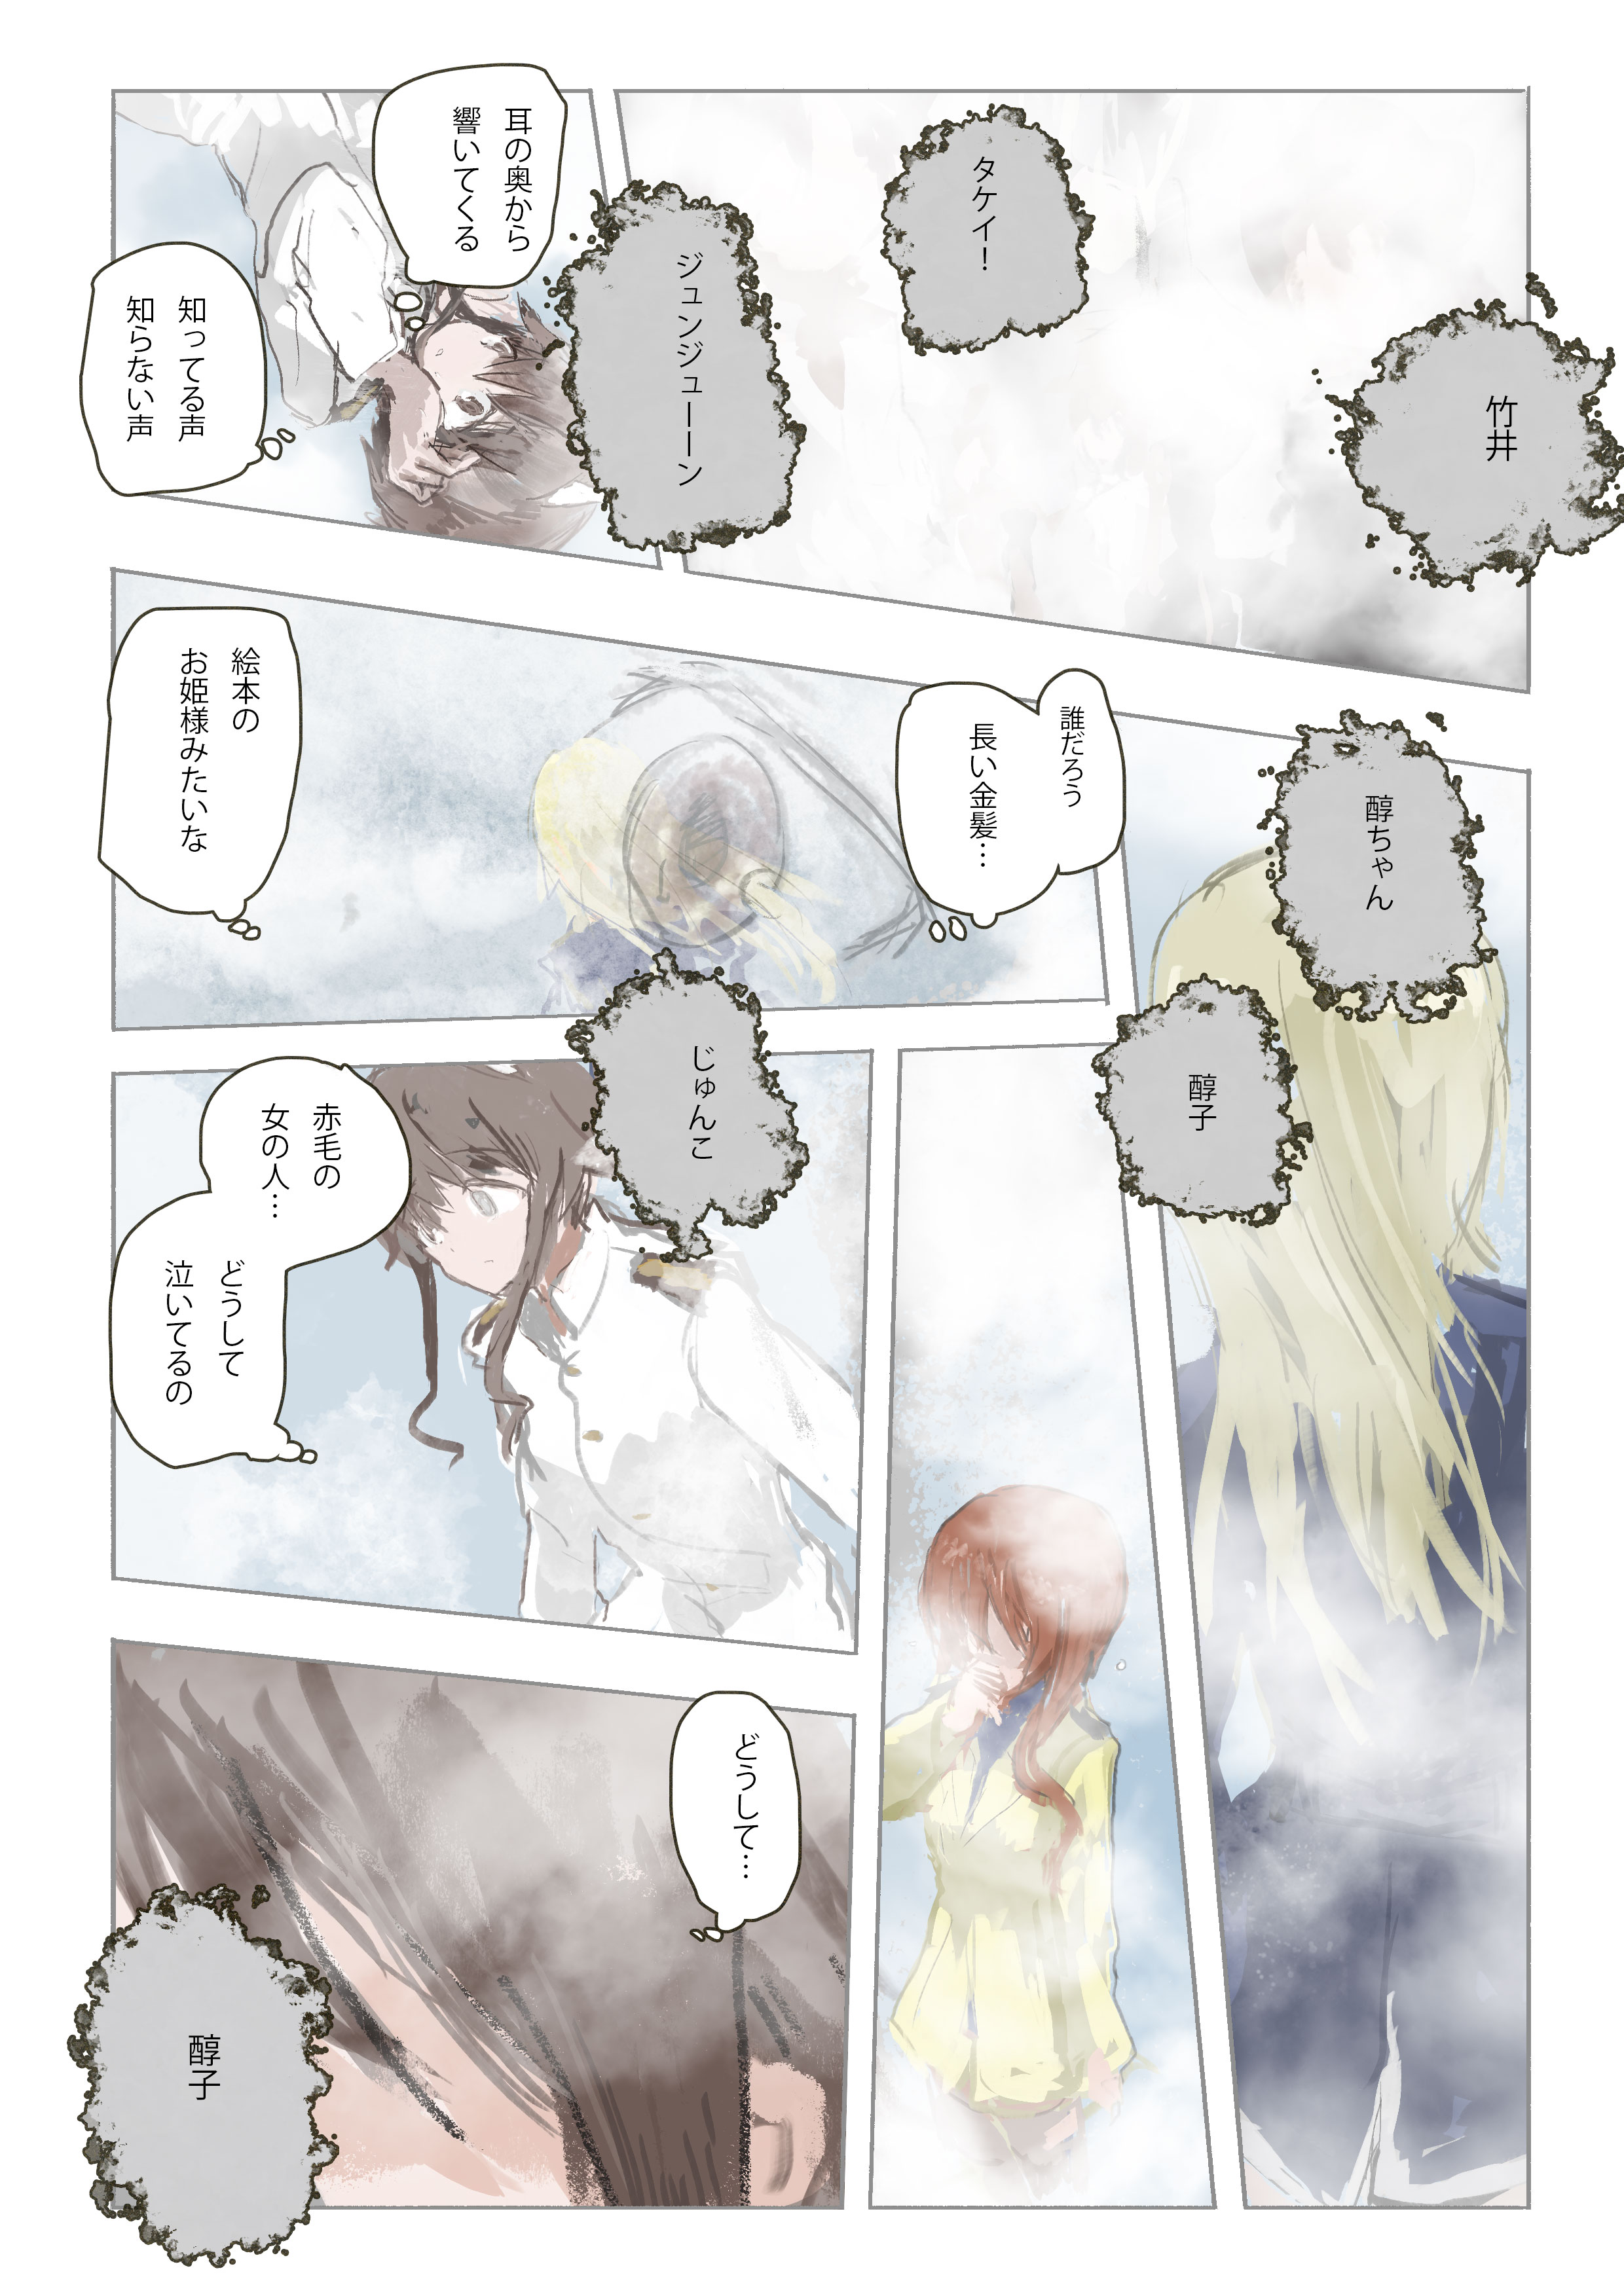 竹井
タケイ！
ジュンジューーン
耳の奥から
響いてくる
知ってる声
知らない声
醇ちゃん
誰だろう
長い金髪…
絵本の
お姫様みたいな
醇子
じゅんこ
赤毛の
女の人…
どうして
泣いてるの
どうして…
醇子